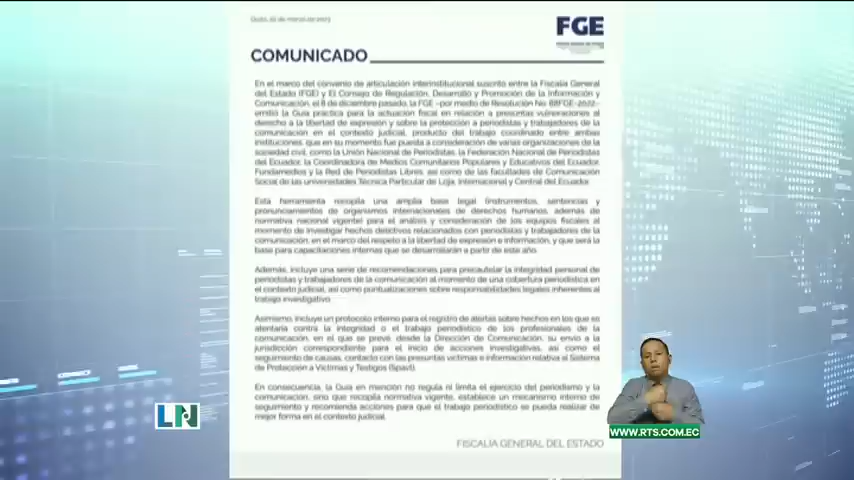 Quito, 22 de marzo de 2023
FGE
COMUNICADO
En el marco del convenio de articulación interinstitucional suscrito entre la Fiscalía General
del Estado (FGE) y El Consejo de Regulación, Desarrollo y Promoción de la Información y
Comunicación, el 8 de diciembre pasado, la FGE -por medio de Resolución No. 88FGE-2022-
emitió la Guía práctica para la actuación fiscal en relación a presuntas vulneraciones al
derecho a la libertad de expresión y sobre la protección a periodistas y trabajadores de la
comunicación en el contexto judicial, producto del trabajo coordinado entre ambas
instituciones, que en su momento fue puesta a consideración de varias organizaciones de la
sociedad civil, como la Unión Nacional de Periodistas, la Federación Nacional de Periodistas
del Ecuador, la Coordinadora de Medios Comunitarios Populares y Educativos del Ecuador,
Fundamedios y la Red de Periodistas Libres; así como de las facultades de Comunicación
Social de las universidades Técnica Particular de Loja, Internacional y Central del Ecuador.
Esta herramienta recopila una amplia base legal (instrumentos, sentencias y
pronunciamientos de organismos internacionales de derechos humanos, además de
normativa nacional vigente) para el análisis y consideración de los equipos fiscales al
momento de investigar hechos delictivos relacionados con periodistas y trabajadores de la
comunicación, en el marco del respeto a la libertad de expresión e información, y que será la
base para capacitaciones internas que se desarrollarán a partir de este año.
Además, incluye una serie de recomendaciones para precautelar la integridad personal de
periodistas y trabajadores de la comunicación al momento de una cobertura periodística en
el contexto judicial, así como puntualizaciones sobre responsabilidades legales inherentes al
trabajo investigativo.
Asimismo, incluye un protocolo interno para el registro de alertas sobre hechos en los que se
atentaría contra la integridad o el trabajo periodístico de los profesionales de la
comunicación, en el que se prevé, desde la Dirección de Comunicación, su envío a la
jurisdicción correspondiente para el inicio de acciones investigativas, así como el
seguimiento de causas, contacto con las presuntas víctimas e información relativa al Sistema
de Protección a Víctimas y Testigos (Spavt).
En consecuencia, la Guía en mención no regula ni limita el ejercicio del periodismo y la
comunicación, sino que recopila normativa vigente, establece un mecanismo interno de
seguimiento y recomienda acciones para que el trabajo periodístico se pueda realizar de
mejor forma en el contexto judicial.
FISCALÍA GENERAL DEL ESTADO
LN
WWW.RTS.COM.EC